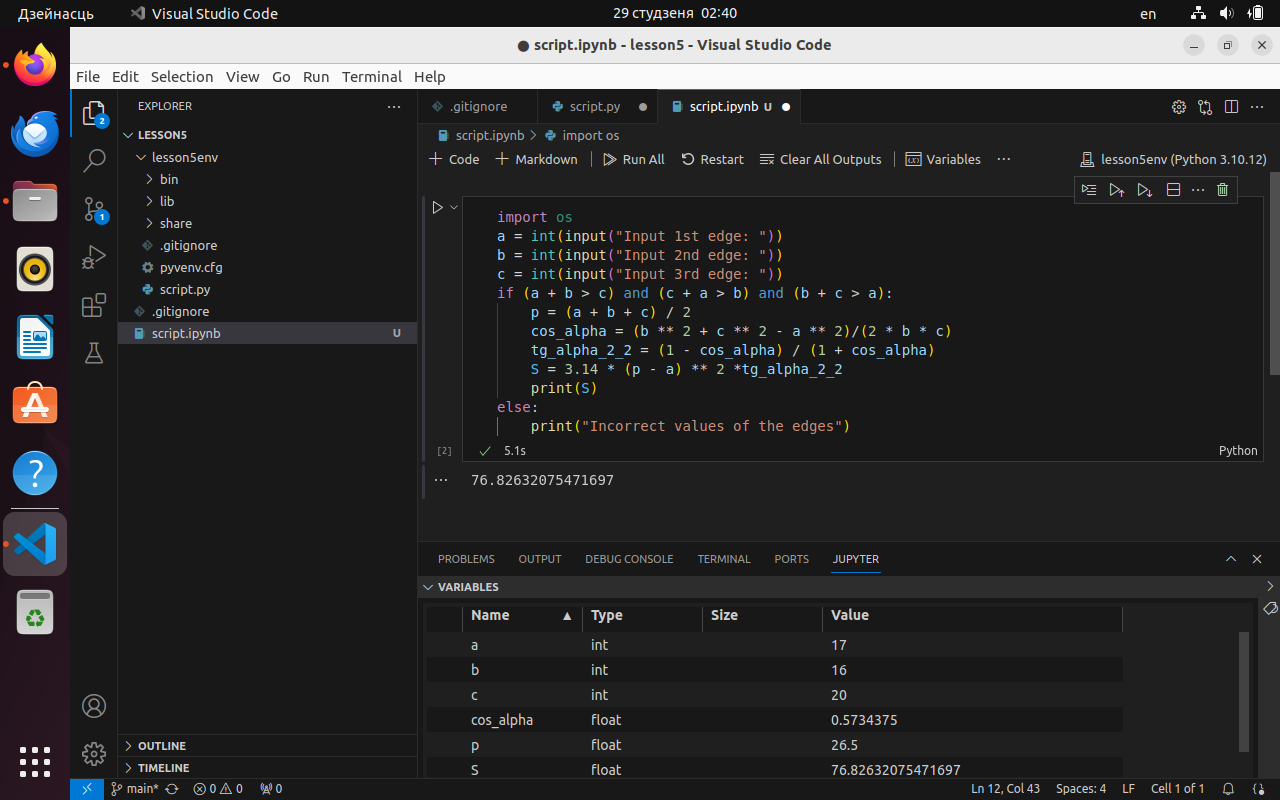 Дзейнасць Visual Studio Code 29 студзеня 02:40 en
● script.ipynb - lesson5 - Visual Studio Code
File Edit Selection View Go Run Terminal Help
EXPLORER
2
1
LESSON5
lesson5env
bin
lib
share
.gitignore
pyvenv.cfg
script.py
.gitignore
script.ipynb U
OUTLINE
TIMELINE
.gitignore script.py script.ipynb U
script.ipynb import os
Code Markdown Run All Restart Clear All Outputs Variables lesson5env (Python 3.10.12)
import os
a = int(input("Input 1st edge: "))
b = int(input("Input 2nd edge: "))
c = int(input("Input 3rd edge: "))
if (a + b > c) and (c + a > b) and (b + c > a):
    p = (a + b + c) / 2
    cos_alpha = (b ** 2 + c ** 2 - a ** 2)/(2 * b * c)
    tg_alpha_2_2 = (1 - cos_alpha) / (1 + cos_alpha)
    S = 3.14 * (p - a) ** 2 *tg_alpha_2_2
    print(S)
else:
    print("Incorrect values of the edges")
[2] 5.1s Python
76.82632075471697
PROBLEMS OUTPUT DEBUG CONSOLE TERMINAL PORTS JUPYTER
VARIABLES
Name ▲ Type Size Value
a int 17
b int 16
c int 20
cos_alpha float 0.5734375
p float 26.5
S float 76.82632075471697
main* 0 0 0 Ln 12, Col 43 Spaces: 4 LF Cell 1 of 1